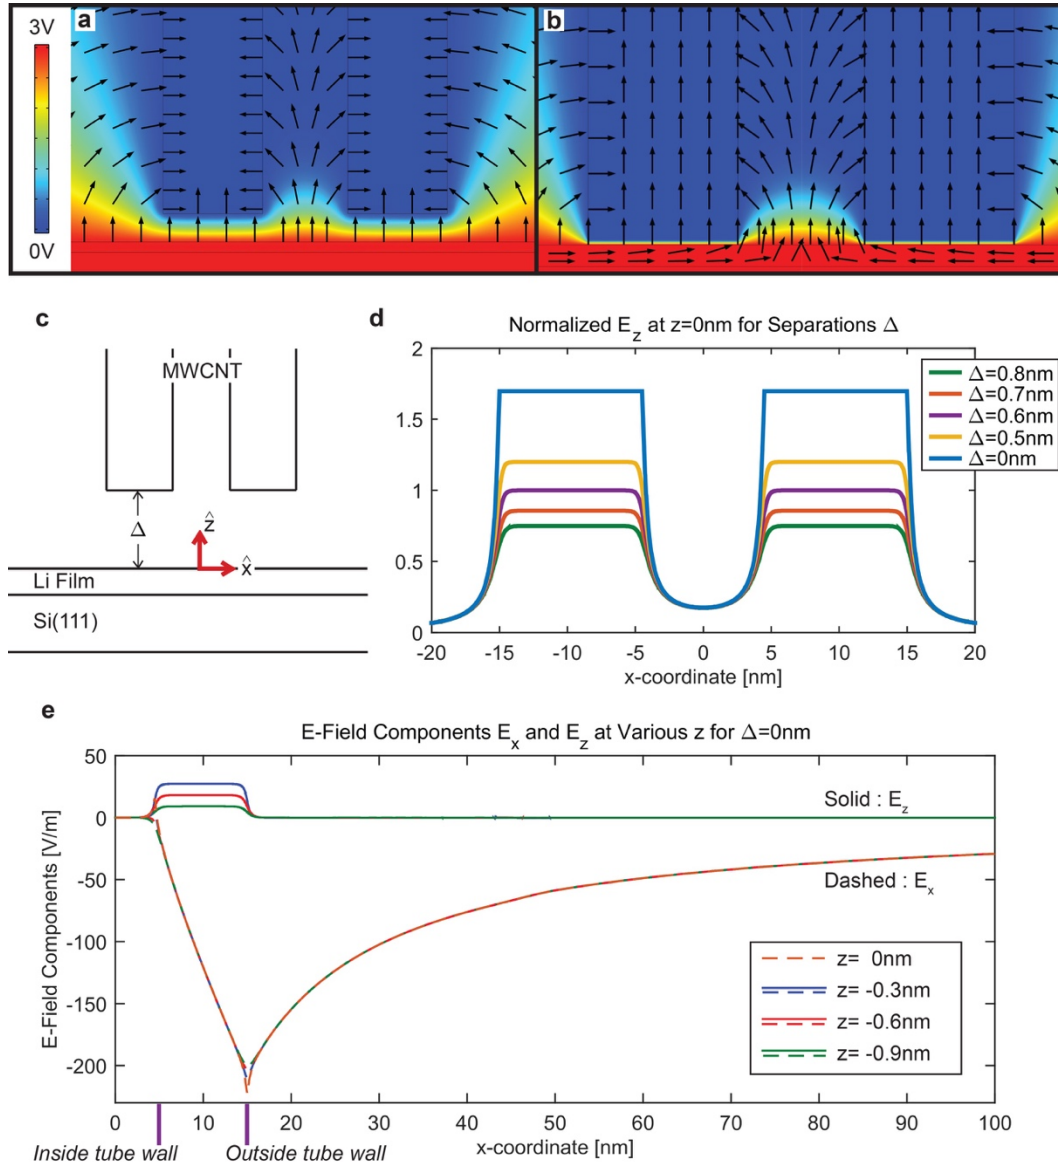 3V
0V
a
b
c
MWCNT
Δ
ẑ
x̂
Li Film
Si(111)
d
Normalized E_z at z=0nm for Separations Δ
2
1.5
1
0.5
0
-20 -15 -10 -5 0 5 10 15 20
x-coordinate [nm]
Δ=0.8nm
Δ=0.7nm
Δ=0.6nm
Δ=0.5nm
Δ=0nm
e
E-Field Components E_x and E_z at Various z for Δ=0nm
E-Field Components [V/m]
50
0
-50
-100
-150
-200
Solid : E_z
Dashed : E_x
z= 0nm
z= -0.3nm
z= -0.6nm
z= -0.9nm
0 10 20 30 40 50 60 70 80 90 100
Inside tube wall
Outside tube wall
x-coordinate [nm]